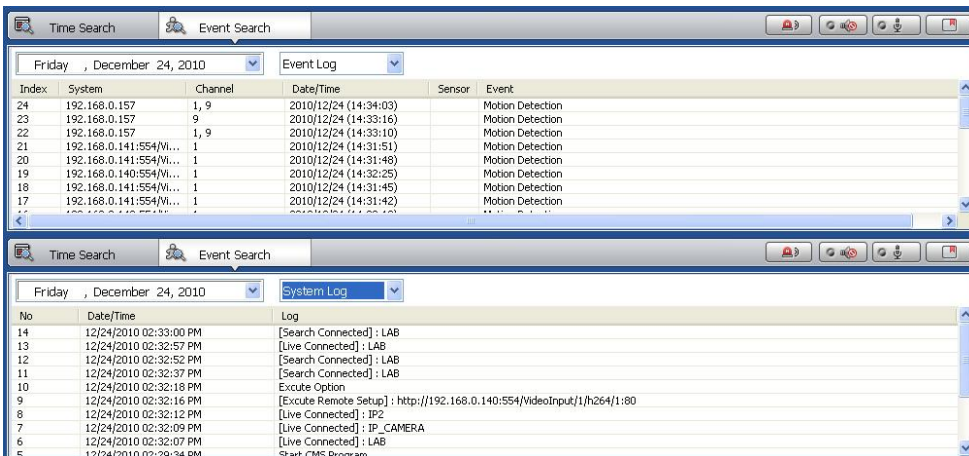 Time Search Event Search
Friday , December 24, 2010 Event Log
Index System Channel Date/Time Sensor Event
24 192.168.0.157 1, 9 2010/12/24 (14:34:03) Motion Detection
23 192.168.0.157 9 2010/12/24 (14:33:16) Motion Detection
22 192.168.0.157 1, 9 2010/12/24 (14:33:10) Motion Detection
21 192.168.0.141:554/Vi... 1 2010/12/24 (14:31:51) Motion Detection
20 192.168.0.141:554/Vi... 1 2010/12/24 (14:31:48) Motion Detection
19 192.168.0.140:554/Vi... 1 2010/12/24 (14:32:25) Motion Detection
18 192.168.0.141:554/Vi... 1 2010/12/24 (14:31:45) Motion Detection
17 192.168.0.141:554/Vi... 1 2010/12/24 (14:31:42) Motion Detection
Time Search Event Search
Friday , December 24, 2010 System Log
No Date/Time Log
14 12/24/2010 02:33:00 PM [Search Connected] : LAB
13 12/24/2010 02:32:57 PM [Live Connected] : LAB
12 12/24/2010 02:32:52 PM [Search Connected] : LAB
11 12/24/2010 02:32:37 PM [Search Connected] : LAB
10 12/24/2010 02:32:18 PM Excute Option
9 12/24/2010 02:32:16 PM [Excute Remote Setup] : http://192.168.0.140:554/VideoInput/1/h264/1:80
8 12/24/2010 02:32:12 PM [Live Connected] : IP2
7 12/24/2010 02:32:09 PM [Live Connected] : IP_CAMERA
6 12/24/2010 02:32:07 PM [Live Connected] : LAB
5 12/24/2010 02:29:34 PM Start CMS Program